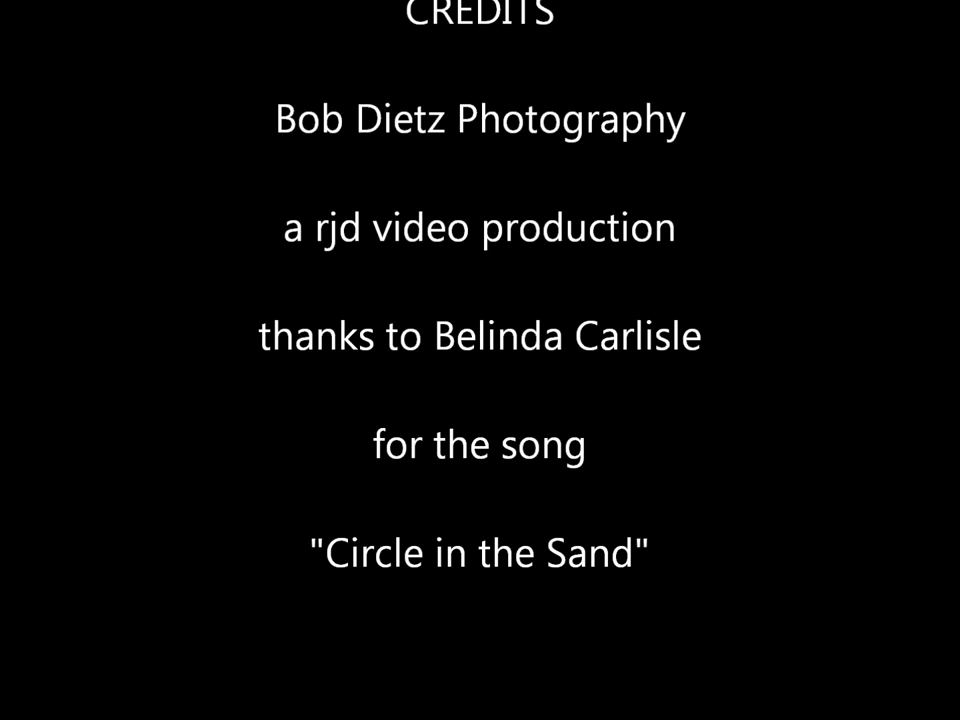 CREDITS
Bob Dietz Photography
a rjd video production
thanks to Belinda Carlisle
for the song
"Circle in the Sand"